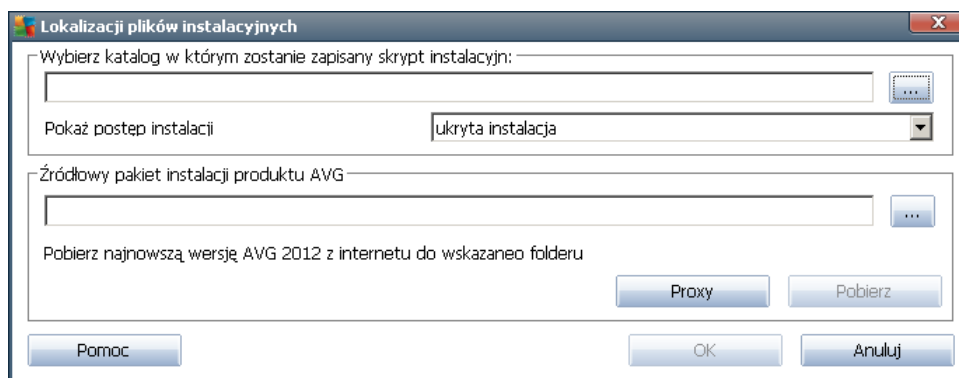 Lokalizacji plików instalacyjnych
Wybierz katalog w którym zostanie zapisany skrypt instalacyjn:
...
Pokaż postęp instalacji ukryta instalacja
Źródłowy pakiet instalacji produktu AVG
...
Pobierz najnowszą wersję AVG 2012 z internetu do wskazaneo folderu
Proxy Pobierz
Pomoc OK Anuluj